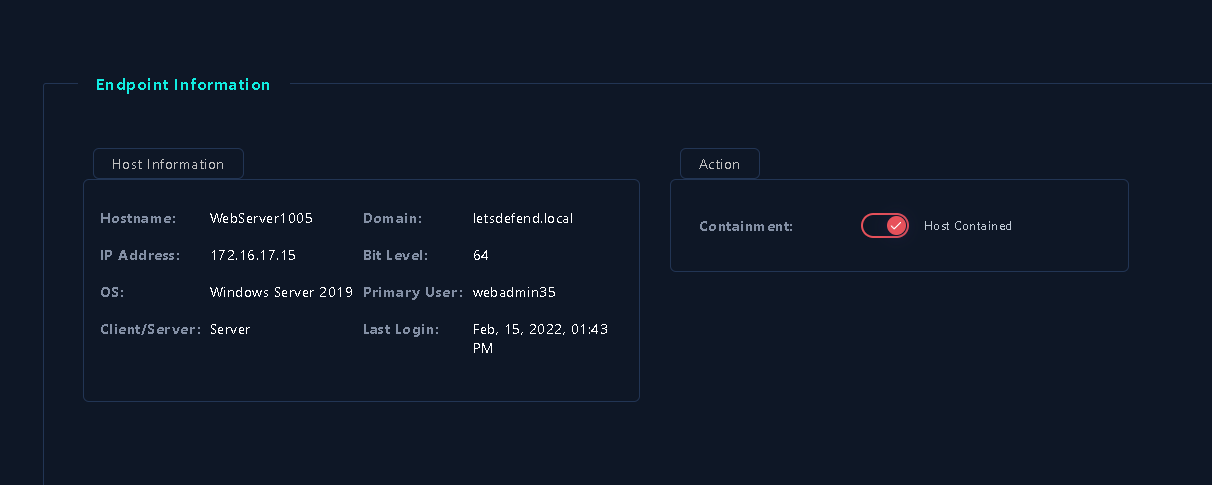 Endpoint Information
Host Information
Hostname: WebServer1005 Domain: letsdefend.local
IP Address: 172.16.17.15 Bit Level: 64
OS: Windows Server 2019 Primary User: webadmin35
Client/Server: Server Last Login: Feb, 15, 2022, 01:43
PM
Action
Containment: Host Contained